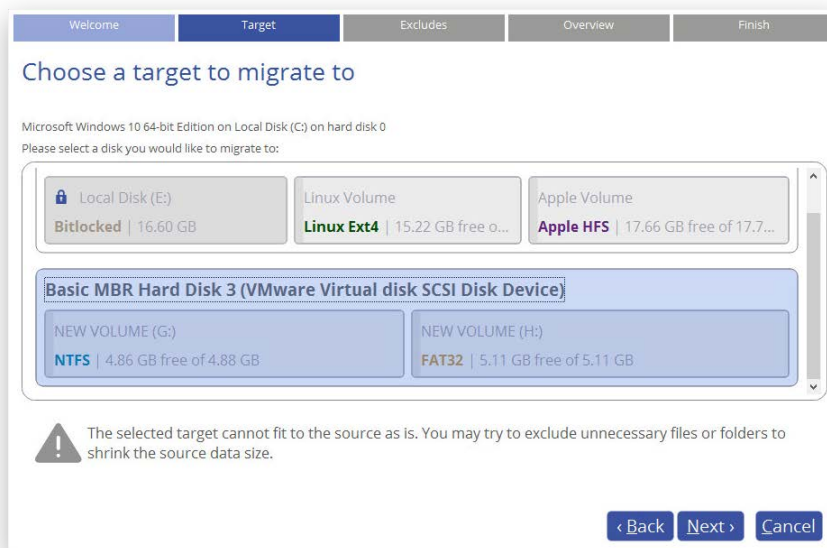 Welcome Target Excludes Overview Finish
Choose a target to migrate to
Microsoft Windows 10 64-bit Edition on Local Disk (C:) on hard disk 0
Please select a disk you would like to migrate to:
Local Disk (E:) Linux Volume Apple Volume
Bitlocked | 16.60 GB Linux Ext4 | 15.22 GB free o... Apple HFS | 17.66 GB free of 17.7...
Basic MBR Hard Disk 3 (VMware Virtual disk SCSI Disk Device)
NEW VOLUME (G:) NEW VOLUME (H:)
NTFS | 4.86 GB free of 4.88 GB FAT32 | 5.11 GB free of 5.11 GB
The selected target cannot fit to the source as is. You may try to exclude unnecessary files or folders to
shrink the source data size.
‹ Back Next › Cancel